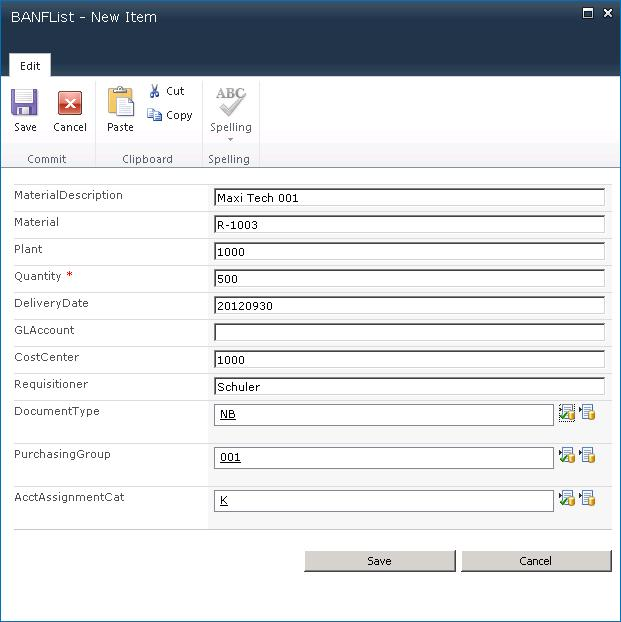 BANFList - New Item
Edit
Save
Cancel
Paste
Cut
Copy
ABC
Spelling
Commit
Clipboard
Spelling
MaterialDescription Maxi Tech 001
Material R-1003
Plant 1000
Quantity * 500
DeliveryDate 20120930
GLAccount
CostCenter 1000
Requisitioner Schuler
DocumentType NB
PurchasingGroup 001
AcctAssignmentCat K
Save Cancel